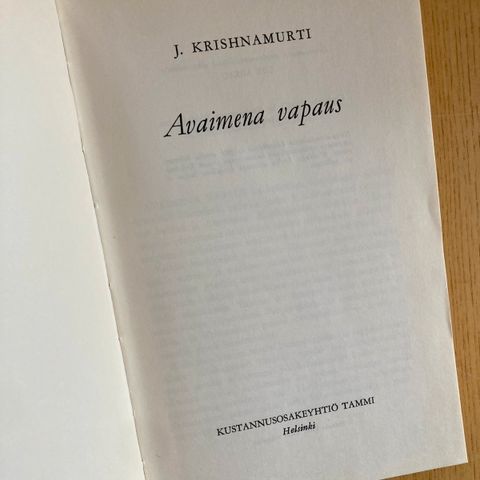 J. KRISHNAMURTI
Avaimena vapaus
KUSTANNUSOSAKEYHTIÖ TAMMI
Helsinki